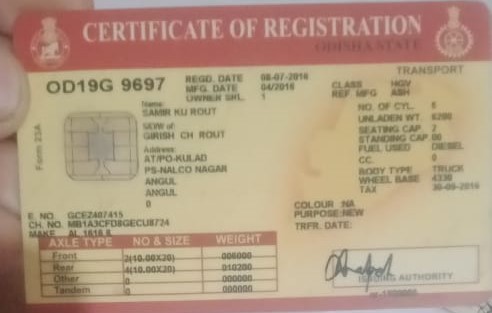 CERTIFICATE OF REGISTRATION
ODISHA STATE
TRANSPORT
OD19G 9697
REGD. DATE 08-07-2016
MFG. DATE 04/2016
OWNER SRL. 1
CLASS HGV
REF. MFG ASH
Name:
SAMIR KU ROUT
S/D/W of:
GIRISH CH ROUT
Address:
AT/PO-KULAD
PS-NALCO NAGAR
ANGUL
ANGUL
0
Form 23A
NO. OF CYL. 6
UNLADEN WT. 6200
SEATING CAP. 2
STANDING CAP. 00
FUEL USED DIESEL
CC. 0
BODY TYPE TRUCK
WHEEL BASE 4330
TAX 30-09-2016
COLOUR :NA
PURPOSE:NEW
TRFR. DATE:
E. NO. GCEZ407415
CH. NO. MB1A3CFD8GECU8724
MAKE AL 1616 IL
AXLE TYPE NO & SIZE WEIGHT
Front 2(10.00X20) 006000
Rear 4(10.00X20) 010200
Other 0 000000
Tandem 0 000000
ISSUING AUTHORITY